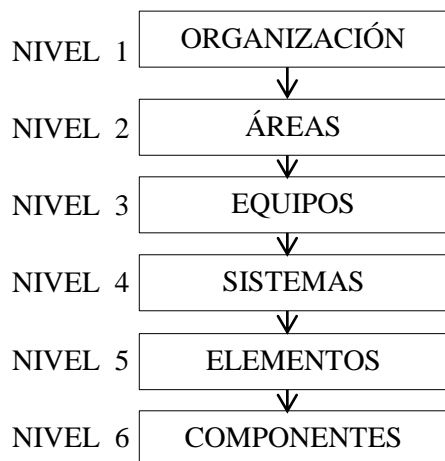 NIVEL 1 ORGANIZACIÓN
NIVEL 2 ÁREAS
NIVEL 3 EQUIPOS
NIVEL 4 SISTEMAS
NIVEL 5 ELEMENTOS
NIVEL 6 COMPONENTES